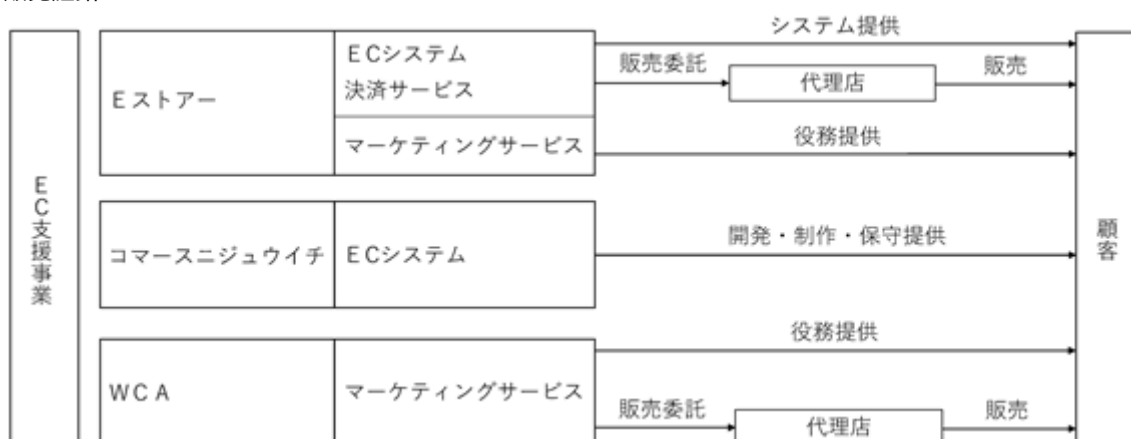 システム提供
ECシステム
決済サービス
販売委託
代理店
販売
Eストアー
マーケティングサービス
役務提供
EC支援事業
コマースニジュウイチ
ECシステム
開発・制作・保守提供
顧客
役務提供
WCA
マーケティングサービス
販売委託
代理店
販売